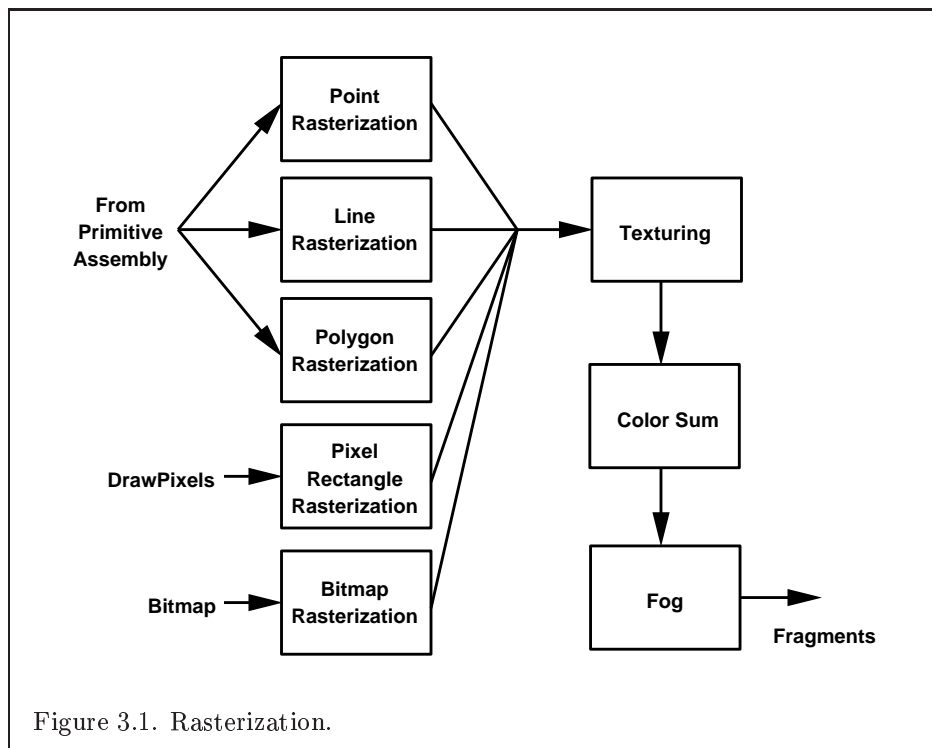 Point
Rasterization
From
Primitive
Assembly
Line
Rasterization
Texturing
Polygon
Rasterization
Color Sum
DrawPixels
Pixel
Rectangle
Rasterization
Bitmap
Bitmap
Rasterization
Fog
Fragments
Figure 3.1. Rasterization.